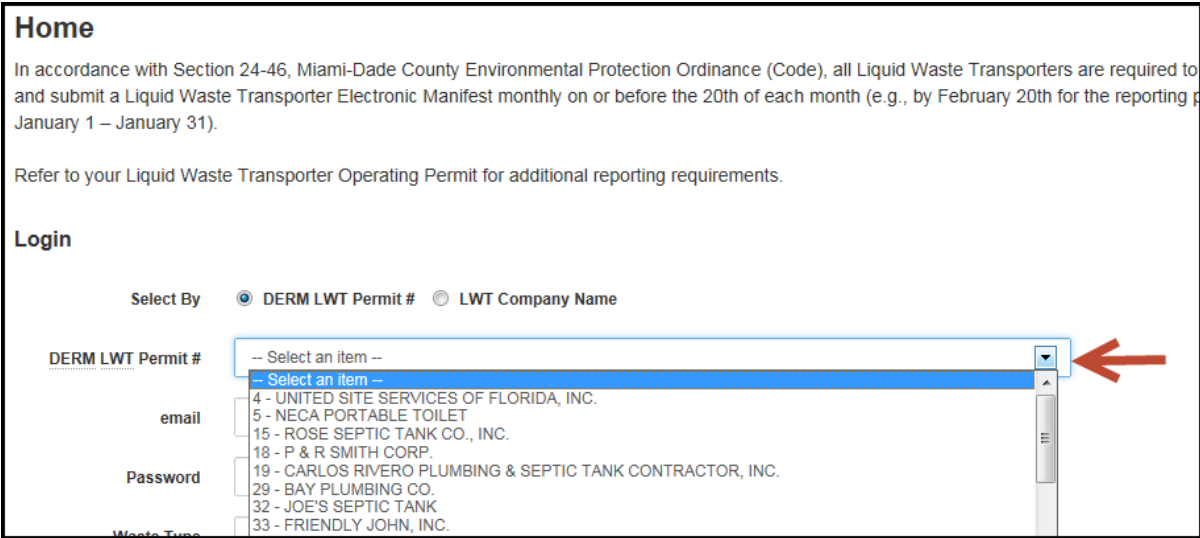 Home
In accordance with Section 24-46, Miami-Dade County Environmental Protection Ordinance (Code), all Liquid Waste Transporters are required to
and submit a Liquid Waste Transporter Electronic Manifest monthly on or before the 20th of each month (e.g., by February 20th for the reporting
January 1 – January 31).
Refer to your Liquid Waste Transporter Operating Permit for additional reporting requirements.
Login
Select By DERM LWT Permit # LWT Company Name
DERM LWT Permit # -- Select an item --
-- Select an item --
4 - UNITED SITE SERVICES OF FLORIDA, INC.
email
5 - NECA PORTABLE TOILET
15 - ROSE SEPTIC TANK CO., INC.
18 - P & R SMITH CORP.
Password
19 - CARLOS RIVERO PLUMBING & SEPTIC TANK CONTRACTOR, INC.
29 - BAY PLUMBING CO.
32 - JOE'S SEPTIC TANK
33 - FRIENDLY JOHN, INC.
Waste Type